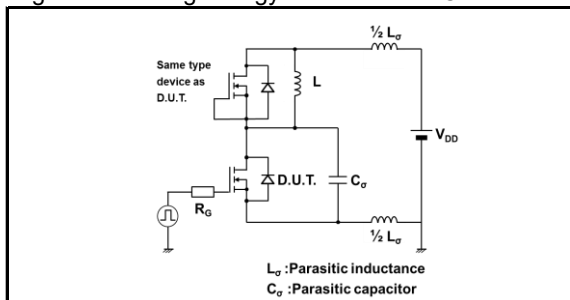 ½ Lσ
Same type
device as
D.U.T.
L
VDD
D.U.T.
Cσ
RG
½ Lσ
Lσ :Parasitic inductance
Cσ :Parasitic capacitor